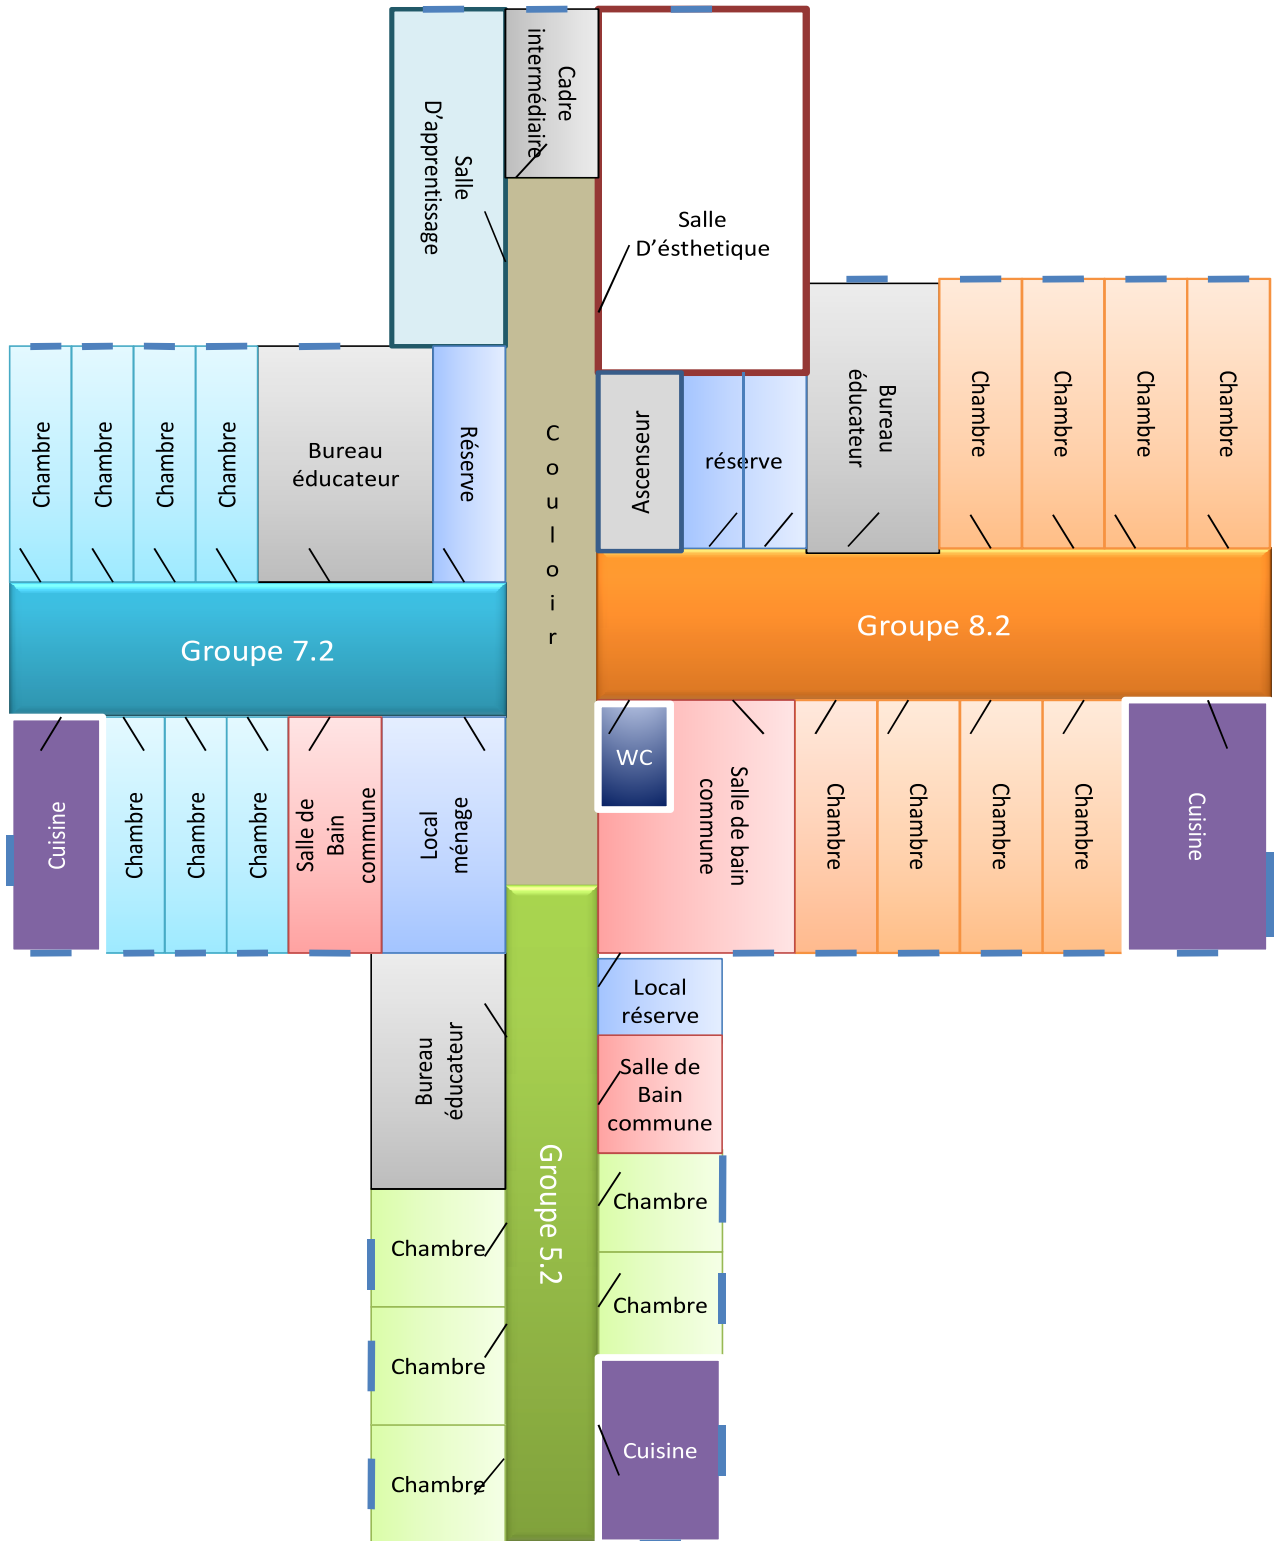 Cadre
intermédiaire
Salle
D'apprentissage
Salle
D'ésthetique
Chambre
Chambre
Chambre
Chambre
Bureau
éducateur
Réserve
C
o
u
l
o
i
r
Ascenseur
réserve
Bureau
éducateur
Chambre
Chambre
Chambre
Chambre
Groupe 7.2
Groupe 8.2
Cuisine
Chambre
Chambre
Chambre
Salle de
Bain
commune
Local
ménage
WC
Salle de bain
commune
Chambre
Chambre
Chambre
Chambre
Cuisine
Bureau
éducateur
Local
réserve
Salle de
Bain
commune
Groupe 5.2
Chambre
Chambre
Chambre
Chambre
Chambre
Cuisine